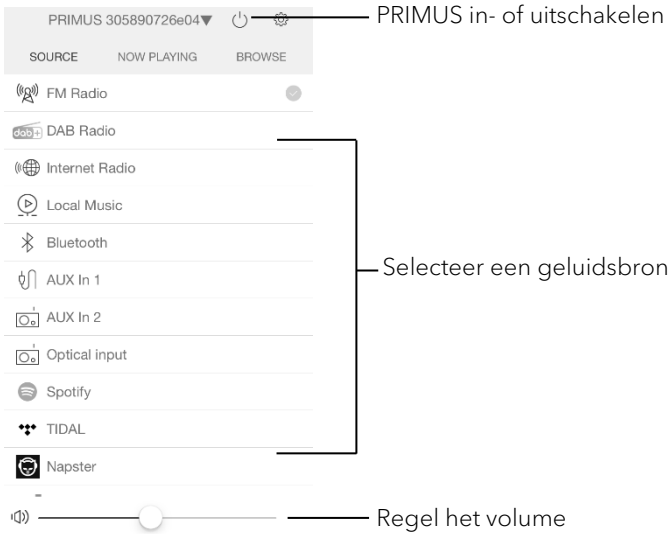 PRIMUS 305890726e04▼
PRIMUS in- of uitschakelen
SOURCE NOW PLAYING BROWSE
FM Radio
dab+ DAB Radio
Internet Radio
Local Music
Bluetooth
AUX In 1
Selecteer een geluidsbron
AUX In 2
Optical input
Spotify
TIDAL
Napster
Regel het volume